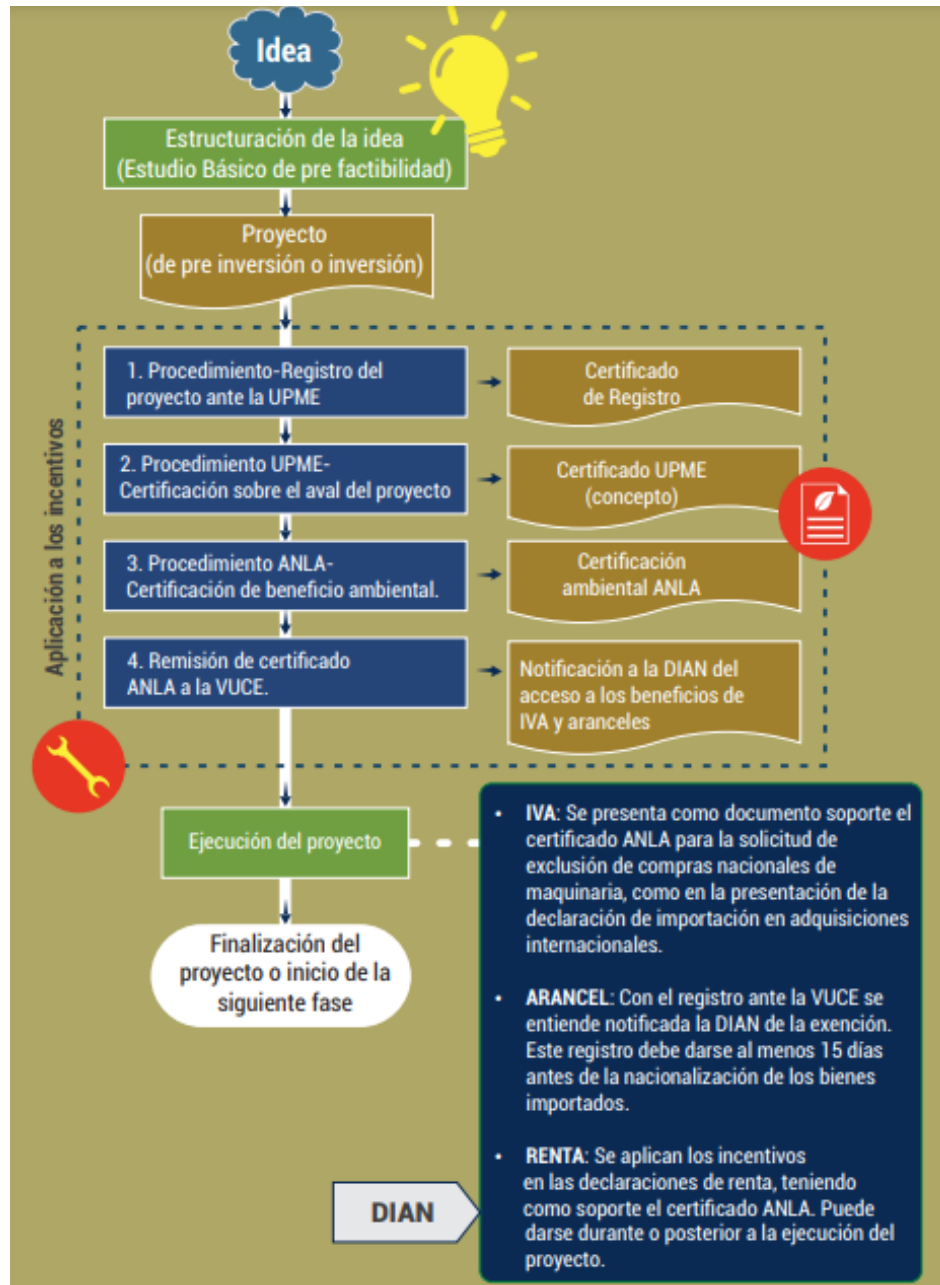 Idea
Estructuración de la idea
(Estudio Básico de pre factibilidad)
Proyecto
(de pre inversión o inversión)
Aplicación a los incentivos
1. Procedimiento-Registro del
proyecto ante la UPME
Certificado
de Registro
2. Procedimiento UPME-
Certificación sobre el aval del proyecto
Certificado UPME
(concepto)
3. Procedimiento ANLA-
Certificación de beneficio ambiental.
Certificación
ambiental ANLA
4. Remisión de certificado
ANLA a la VUCE.
Notificación a la DIAN del
acceso a los beneficios de
IVA y aranceles
Ejecución del proyecto
Finalización del
proyecto o inicio de la
siguiente fase
• IVA: Se presenta como documento soporte el
certificado ANLA para la solicitud de
exclusión de compras nacionales de
maquinaria, como en la presentación de la
declaración de importación en adquisiciones
internacionales.
• ARANCEL: Con el registro ante la VUCE se
entiende notificada la DIAN de la exención.
Este registro debe darse al menos 15 días
antes de la nacionalización de los bienes
importados.
• RENTA: Se aplican los incentivos
en las declaraciones de renta, teniendo
como soporte el certificado ANLA. Puede
darse durante o posterior a la ejecución del
proyecto.
DIAN